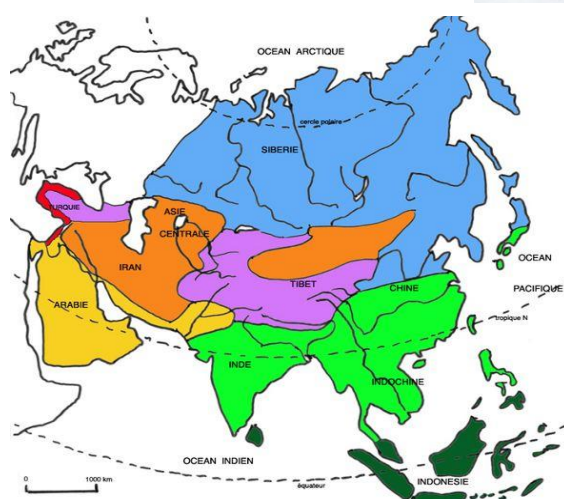 OCEAN ARCTIQUE
cercle polaire
SIBERIE
TURQUIE
ASIE
CENTRALE
OCEAN
IRAN
TIBET
CHINE
PACIFIQUE
ARABIE
tropique N
INDE
INDOCHINE
OCEAN INDIEN
0 1000 km
équateur
INDONESIE